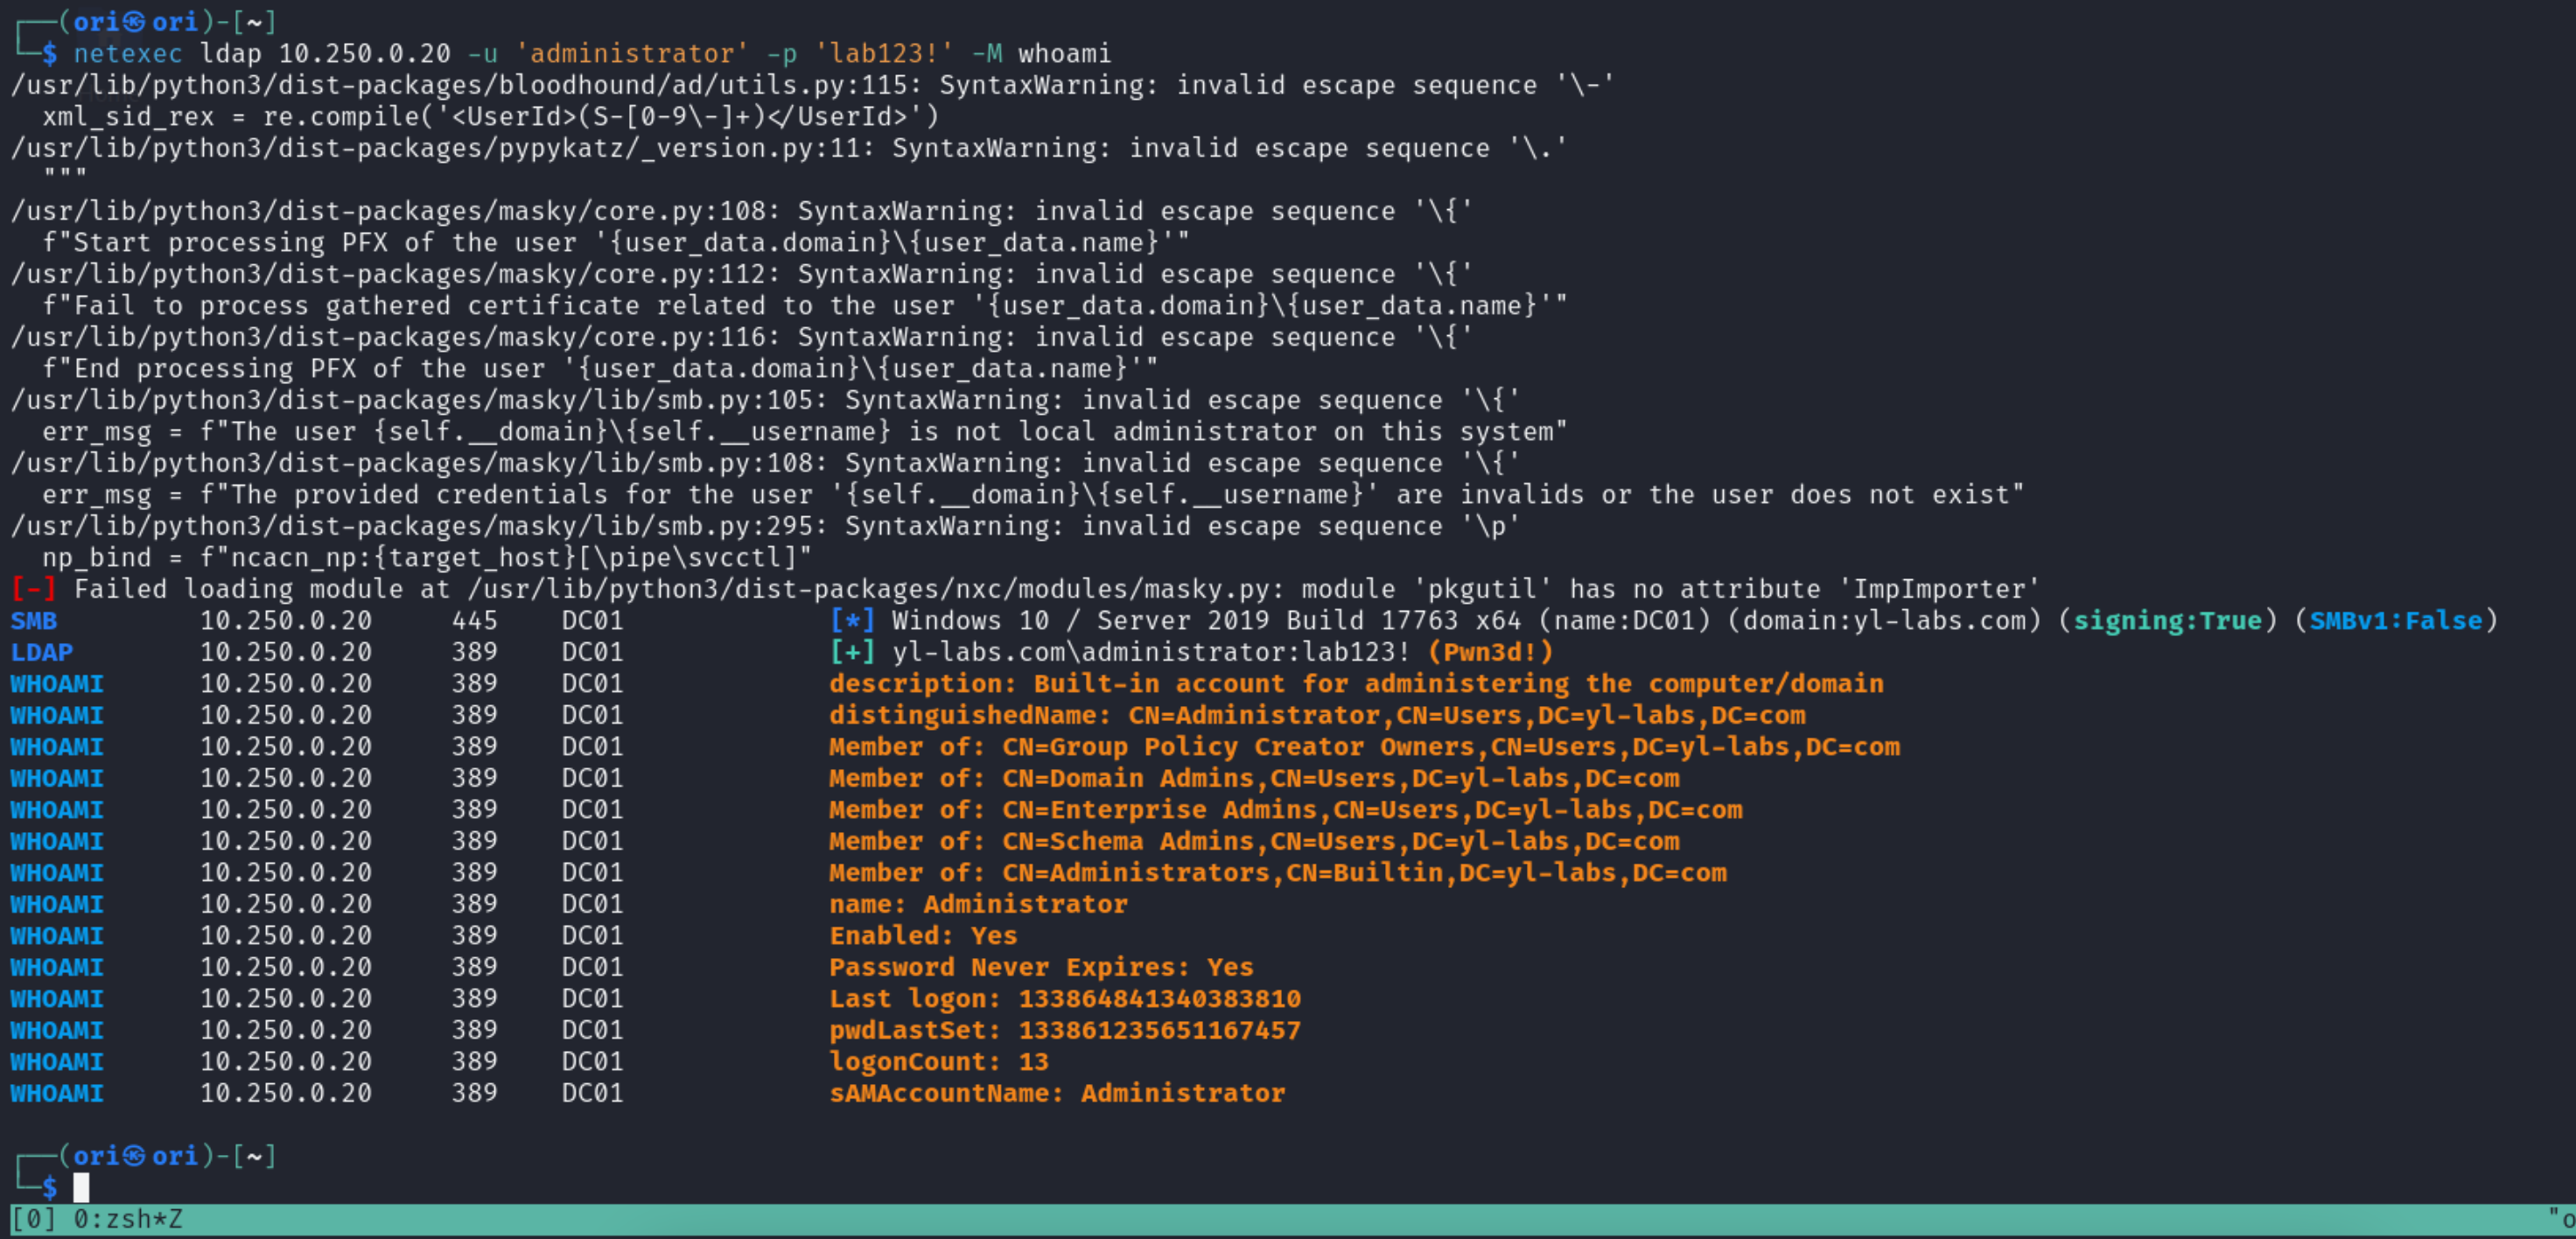 ┌──(ori㉿ori)-[~]
└─$ netexec ldap 10.250.0.20 -u 'administrator' -p 'lab123!' -M whoami
/usr/lib/python3/dist-packages/bloodhound/ad/utils.py:115: SyntaxWarning: invalid escape sequence '\-'
  xml_sid_rex = re.compile('<UserId>(S-[0-9\-]+)</UserId>')
/usr/lib/python3/dist-packages/pypykatz/_version.py:11: SyntaxWarning: invalid escape sequence '\.'
  """
/usr/lib/python3/dist-packages/masky/core.py:108: SyntaxWarning: invalid escape sequence '\{'
  f"Start processing PFX of the user '{user_data.domain}\{user_data.name}'"
/usr/lib/python3/dist-packages/masky/core.py:112: SyntaxWarning: invalid escape sequence '\{'
  f"Fail to process gathered certificate related to the user '{user_data.domain}\{user_data.name}'"
/usr/lib/python3/dist-packages/masky/core.py:116: SyntaxWarning: invalid escape sequence '\{'
  f"End processing PFX of the user '{user_data.domain}\{user_data.name}'"
/usr/lib/python3/dist-packages/masky/lib/smb.py:105: SyntaxWarning: invalid escape sequence '\{'
  err_msg = f"The user {self.__domain}\{self.__username} is not local administrator on this system"
/usr/lib/python3/dist-packages/masky/lib/smb.py:108: SyntaxWarning: invalid escape sequence '\{'
  err_msg = f"The provided credentials for the user '{self.__domain}\{self.__username}' are invalids or the user does not exist"
/usr/lib/python3/dist-packages/masky/lib/smb.py:295: SyntaxWarning: invalid escape sequence '\p'
  np_bind = f"ncacn_np:{target_host}[\pipe\svcctl]"
[-] Failed loading module at /usr/lib/python3/dist-packages/nxc/modules/masky.py: module 'pkgutil' has no attribute 'ImpImporter'
SMB 10.250.0.20 445 DC01 [*] Windows 10 / Server 2019 Build 17763 x64 (name:DC01) (domain:yl-labs.com) (signing:True) (SMBv1:False)
LDAP 10.250.0.20 389 DC01 [+] yl-labs.com\administrator:lab123! (Pwn3d!)
WHOAMI 10.250.0.20 389 DC01 description: Built-in account for administering the computer/domain
WHOAMI 10.250.0.20 389 DC01 distinguishedName: CN=Administrator,CN=Users,DC=yl-labs,DC=com
WHOAMI 10.250.0.20 389 DC01 Member of: CN=Group Policy Creator Owners,CN=Users,DC=yl-labs,DC=com
WHOAMI 10.250.0.20 389 DC01 Member of: CN=Domain Admins,CN=Users,DC=yl-labs,DC=com
WHOAMI 10.250.0.20 389 DC01 Member of: CN=Enterprise Admins,CN=Users,DC=yl-labs,DC=com
WHOAMI 10.250.0.20 389 DC01 Member of: CN=Schema Admins,CN=Users,DC=yl-labs,DC=com
WHOAMI 10.250.0.20 389 DC01 Member of: CN=Administrators,CN=Builtin,DC=yl-labs,DC=com
WHOAMI 10.250.0.20 389 DC01 name: Administrator
WHOAMI 10.250.0.20 389 DC01 Enabled: Yes
WHOAMI 10.250.0.20 389 DC01 Password Never Expires: Yes
WHOAMI 10.250.0.20 389 DC01 Last logon: 133864841340383810
WHOAMI 10.250.0.20 389 DC01 pwdLastSet: 133861235651167457
WHOAMI 10.250.0.20 389 DC01 logonCount: 13
WHOAMI 10.250.0.20 389 DC01 sAMAccountName: Administrator
┌──(ori㉿ori)-[~]
└─$
[0] 0:zsh*Z "o